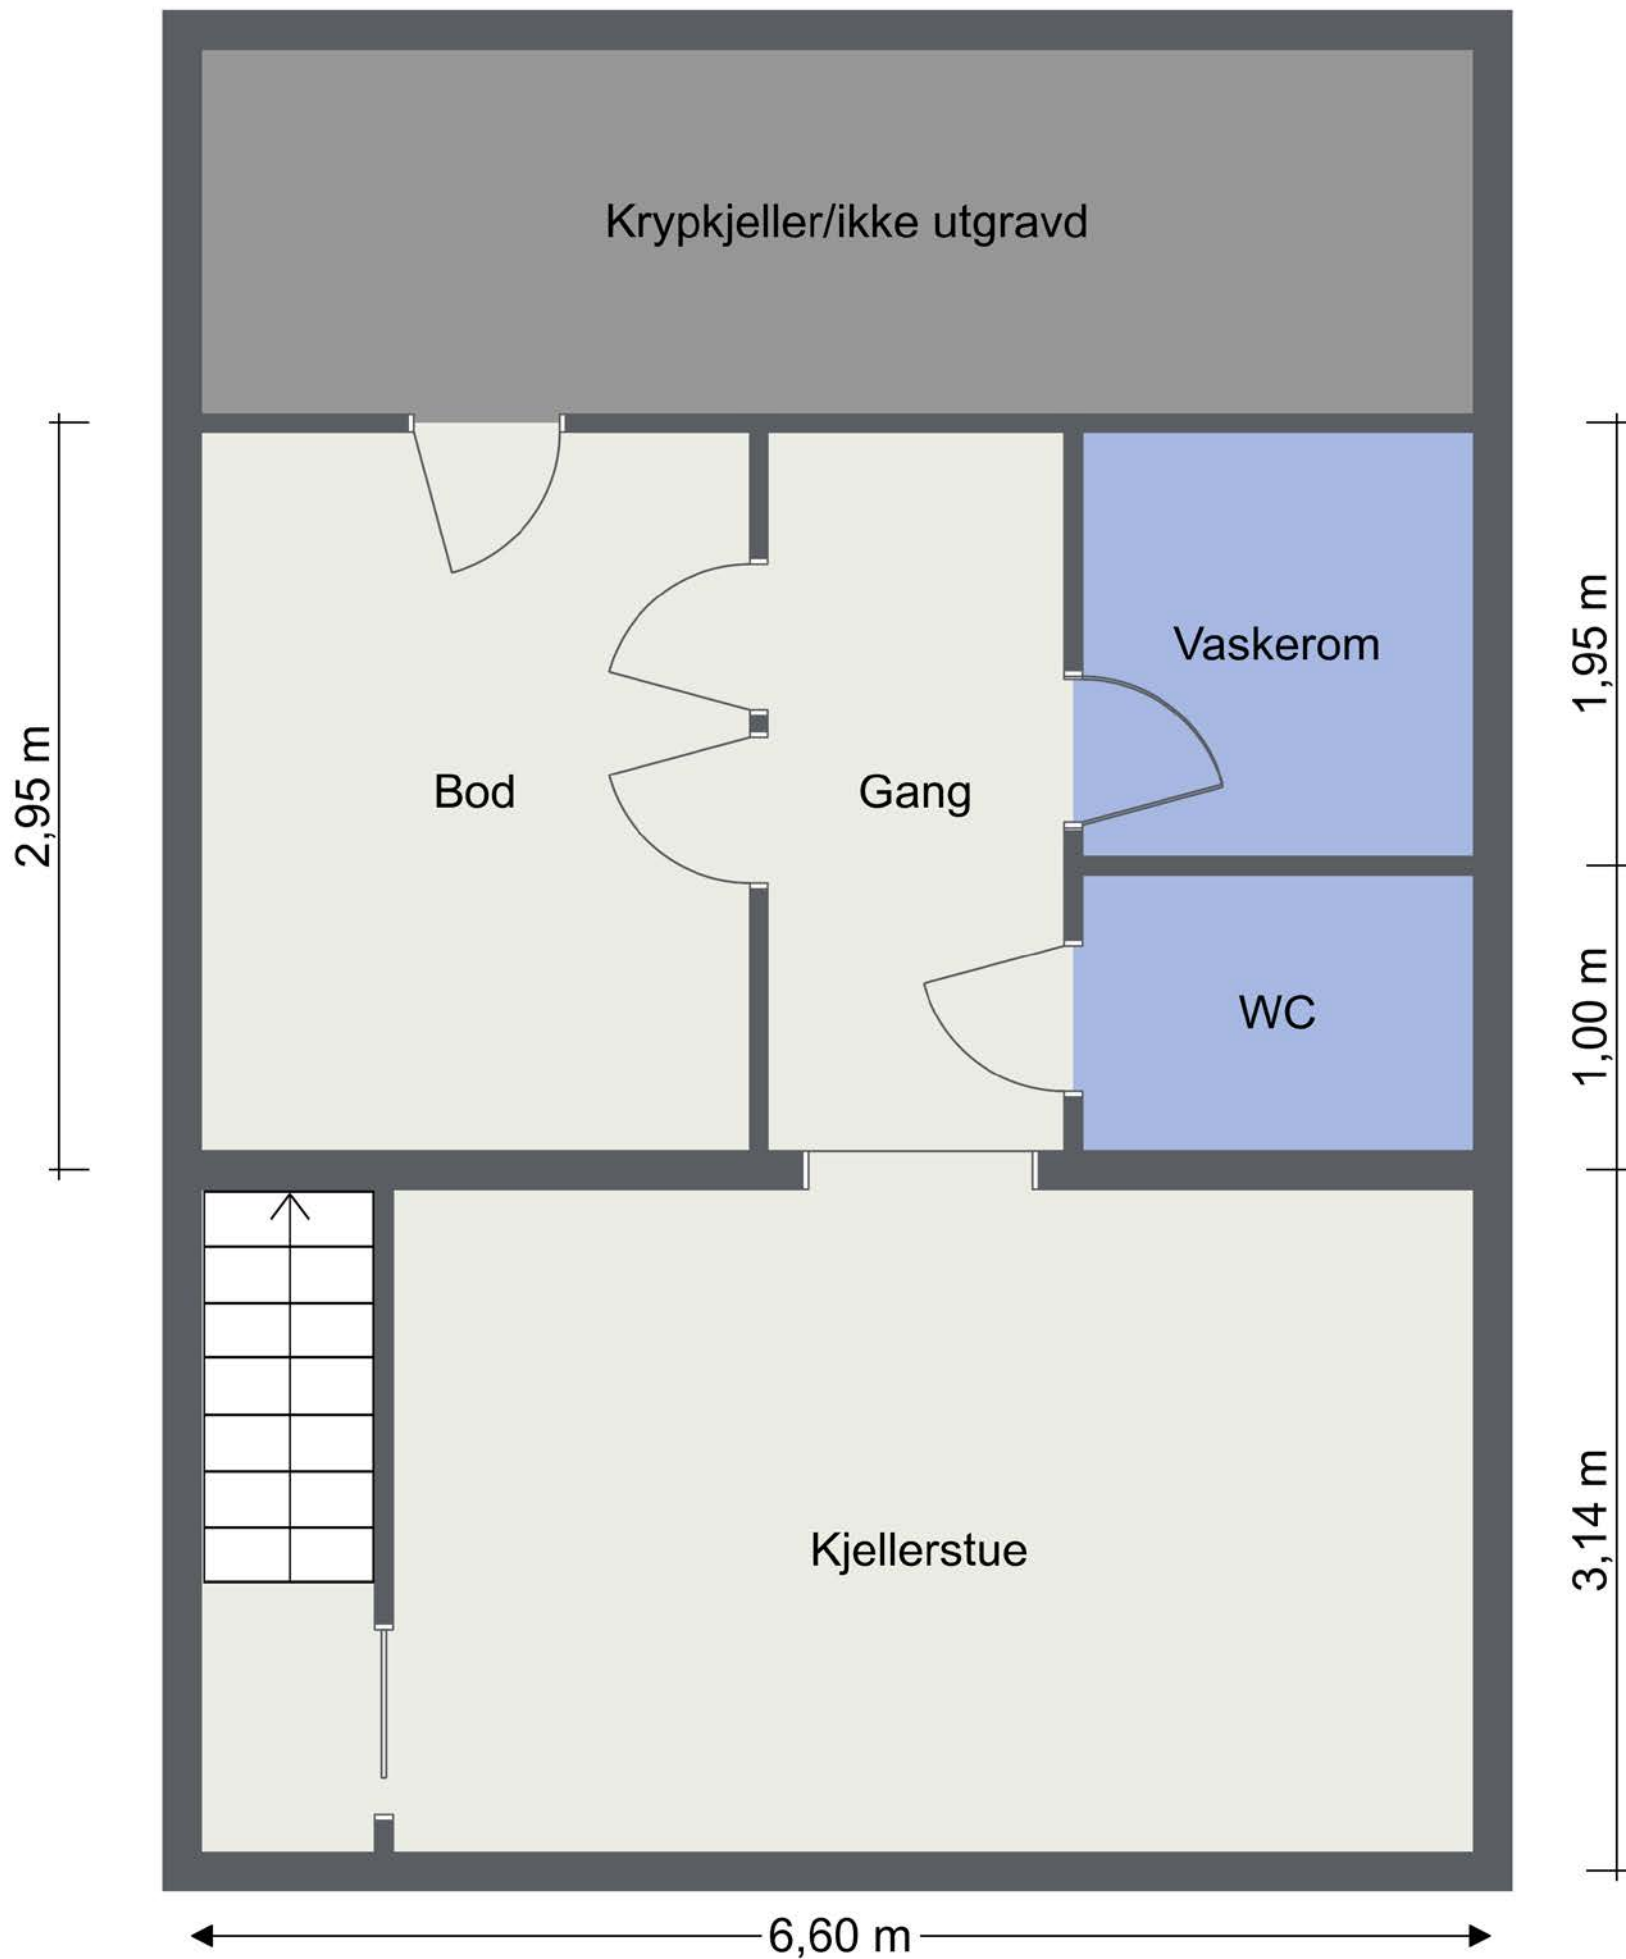 Krypkjeller/ikke utgravd
Vaskerom
1,95 m
2,95 m
Bod
Gang
WC
1,00 m
Kjellerstue
3,14 m
6,60 m